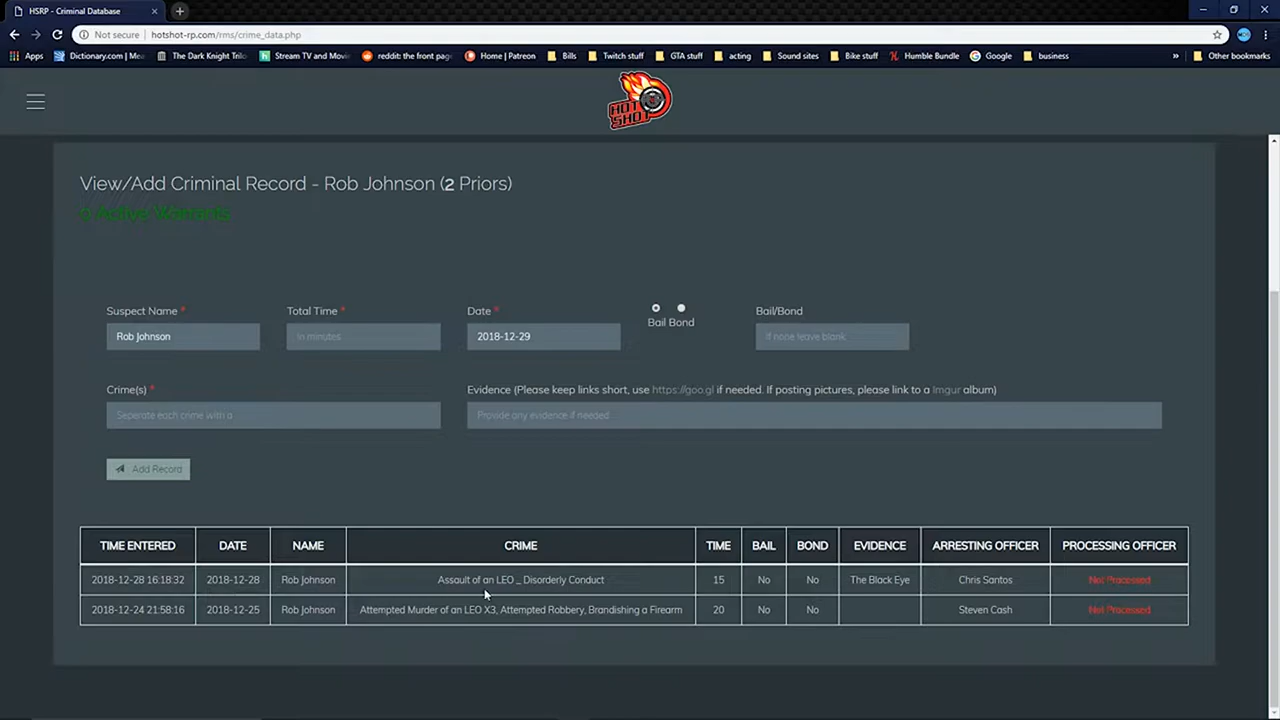 HSRP - Criminal Database
Not secure | hotshot-rp.com/rms/crime_data.php
Apps Dictionary.com | Me The Dark Knight Trilo Stream TV and Movi reddit: the front pag Home | Patreon Bills Twitch stuff GTA stuff acting Sound sites Bike stuff Humble Bundle Google business » Other bookmarks
HOT
SHOT
View/Add Criminal Record - Rob Johnson (2 Priors)
0 Active Warrants
Suspect Name * Total Time * Date * Bail/Bond
Bail Bond
Rob Johnson In minutes 2018-12-29 If none leave blank
Crime(s) * Evidence (Please keep links short, use https://goo.gl if needed. If posting pictures, please link to a Imgur album)
Seperate each crime with a Provide any evidence if needed
Add Record
TIME ENTERED DATE NAME CRIME TIME BAIL BOND EVIDENCE ARRESTING OFFICER PROCESSING OFFICER
2018-12-28 16:18:32 2018-12-28 Rob Johnson Assault of an LEO _ Disorderly Conduct 15 No No The Black Eye Chris Santos Not Processed
2018-12-24 21:58:16 2018-12-25 Rob Johnson Attempted Murder of an LEO X3, Attempted Robbery, Brandishing a Firearm 20 No No Steven Cash Not Processed